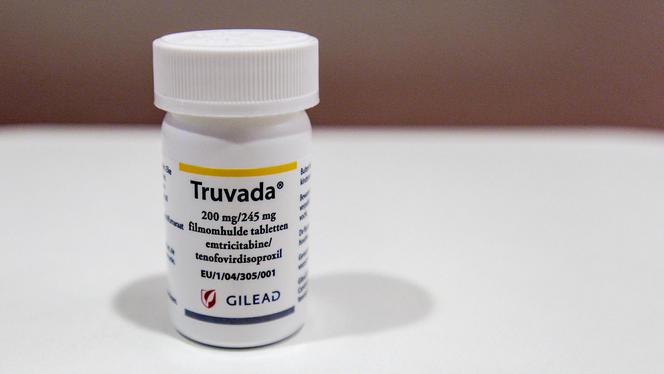 Truvada®
200 mg/245 mg
filmomhulde tabletten
emtricitabine/
tenofovirdisoproxil
EU/1/04/305/001
GILEAD